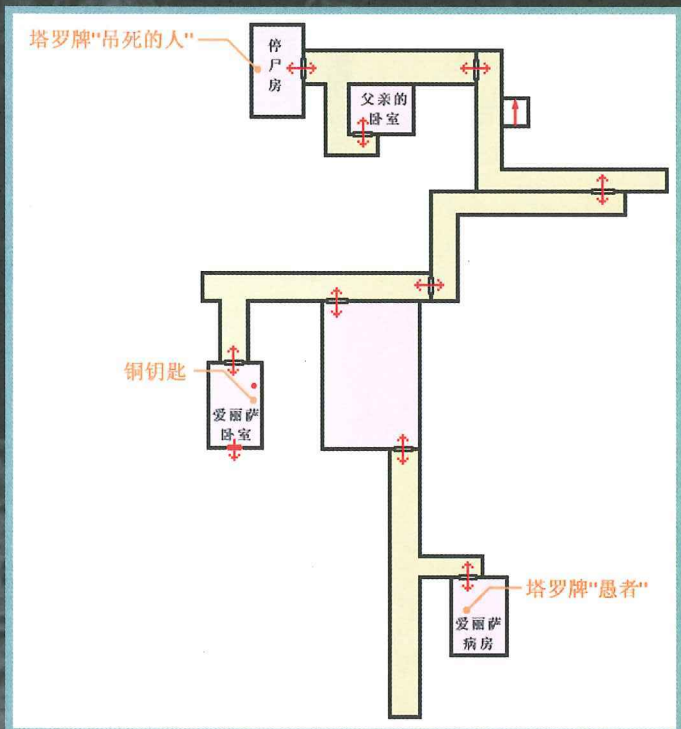 塔罗牌"吊死的人"
停
尸
房
父亲的
卧室
铜钥匙
爱丽萨
卧室
塔罗牌"愚者"
爱丽萨
病房